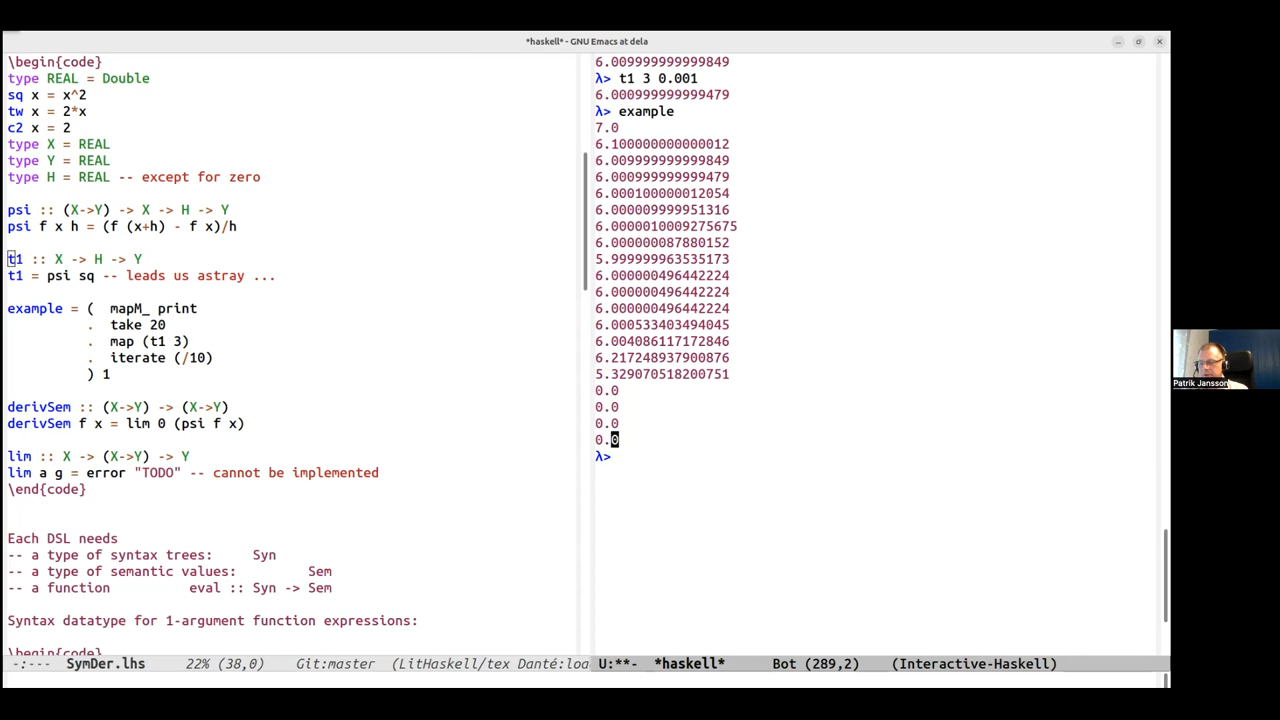 *haskell* - GNU Emacs at dela
\begin{code}
type REAL = Double
sq x = x^2
tw x = 2*x
c2 x = 2
type X = REAL
type Y = REAL
type H = REAL -- except for zero
psi :: (X->Y) -> X -> H -> Y
psi f x h = (f (x+h) - f x)/h
t1 :: X -> H -> Y
t1 = psi sq -- leads us astray ...
example = (  mapM_ print
          .  take 20
          .  map (t1 3)
          .  iterate (/10)
          ) 1
derivSem :: (X->Y) -> (X->Y)
derivSem f x = lim 0 (psi f x)
lim :: X -> (X->Y) -> Y
lim a g = error "TODO" -- cannot be implemented
\end{code}
Each DSL needs
-- a type of syntax trees:     Syn
-- a type of semantic values:         Sem
-- a function          eval :: Syn -> Sem
Syntax datatype for 1-argument function expressions:
\begin{code}
-:---  SymDer.lhs     22% (38,0)    Git:master  (LitHaskell/tex Danté:loa
6.009999999999849
λ> t1 3 0.001
6.000999999999479
λ> example
7.0
6.100000000000012
6.009999999999849
6.000999999999479
6.000100000012054
6.000009999951316
6.0000010009275675
6.000000087880152
5.999999963535173
6.000000496442224
6.000000496442224
6.000000496442224
6.000533403494045
6.004086117172846
6.217248937900876
5.329070518200751
0.0
0.0
0.0
0.0
λ>
U:**-  *haskell*      Bot (289,2)    (Interactive-Haskell)
Patrik Jansson